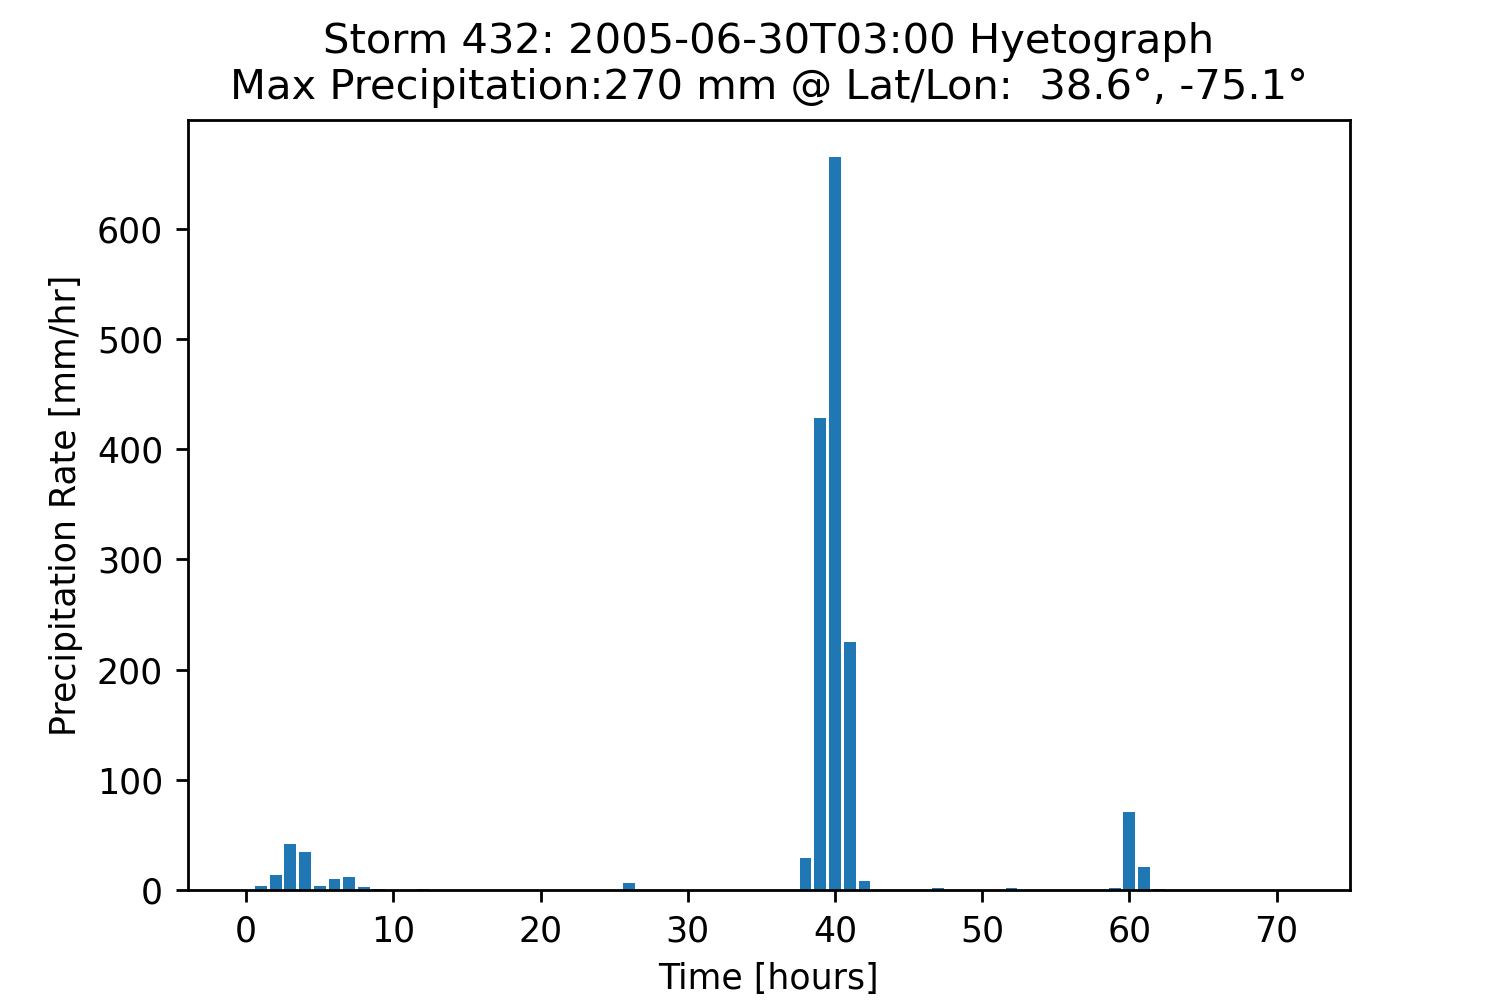 Storm 432: 2005-06-30T03:00 Hyetograph
Max Precipitation:270 mm @ Lat/Lon:  38.6°, -75.1°
Precipitation Rate [mm/hr]
600
500
400
300
200
100
0
0 10 20 30 40 50 60 70
Time [hours]